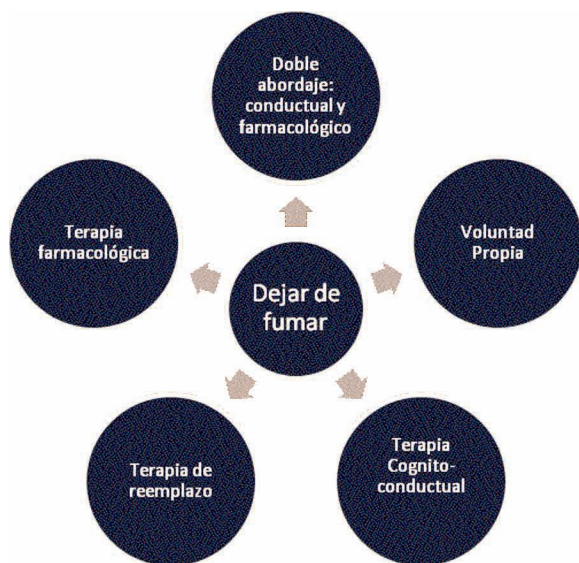 Doble
abordaje:
conductual y
farmacológico
Terapia
farmacológica
Voluntad
Propia
Dejar de
fumar
Terapia de
reemplazo
Terapia
Cognito-
conductual